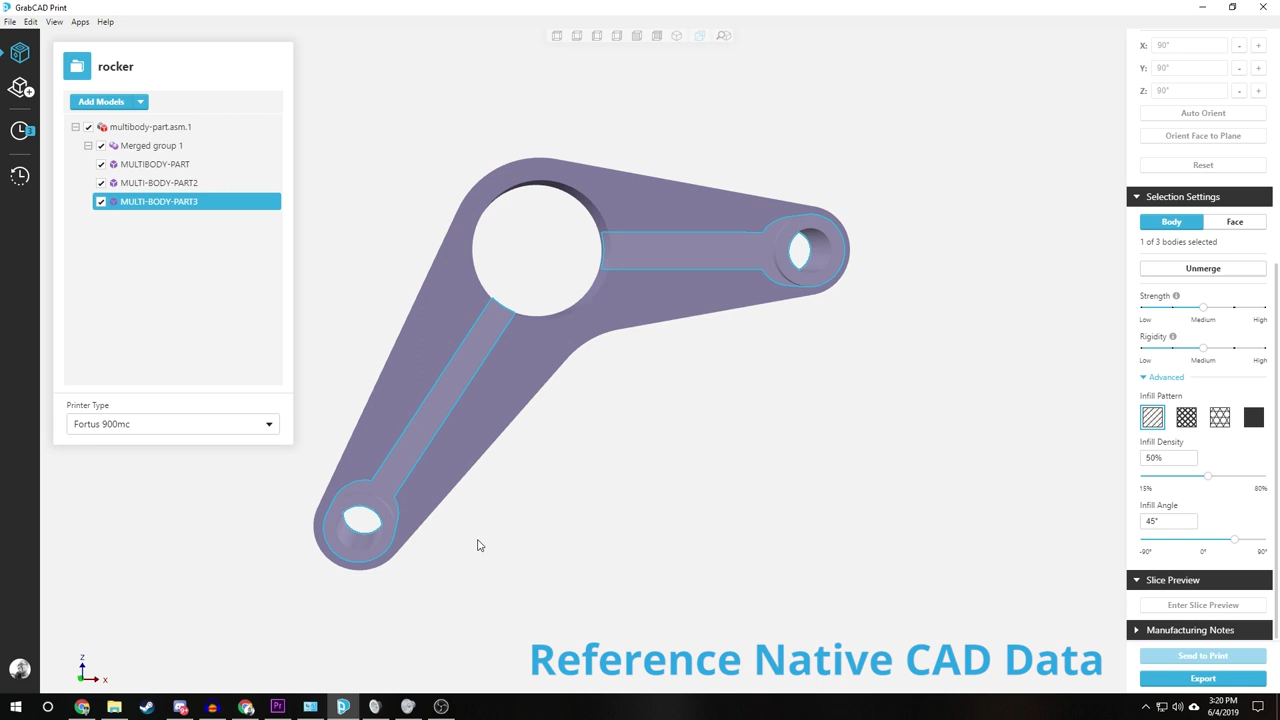 GrabCAD Print
File Edit View Apps Help
rocker
Add Models
multibody-part.asm.1
Merged group 1
MULTIBODY-PART
MULTI-BODY-PART2
MULTI-BODY-PART3
Printer Type
Fortus 900mc
3
X: 90° - +
Y: 90° - +
Z: 90° - +
Auto Orient
Orient Face to Plane
Reset
Selection Settings
Body Face
1 of 3 bodies selected
Unmerge
Strength
Low Medium High
Rigidity
Low Medium High
Advanced
Infill Pattern
Infill Density
50%
15% 80%
Infill Angle
45°
-90° 0° 90°
Slice Preview
Enter Slice Preview
Manufacturing Notes
Send to Print
Export
Z
X
Reference Native CAD Data
Pr
3:20 PM
6/4/2019